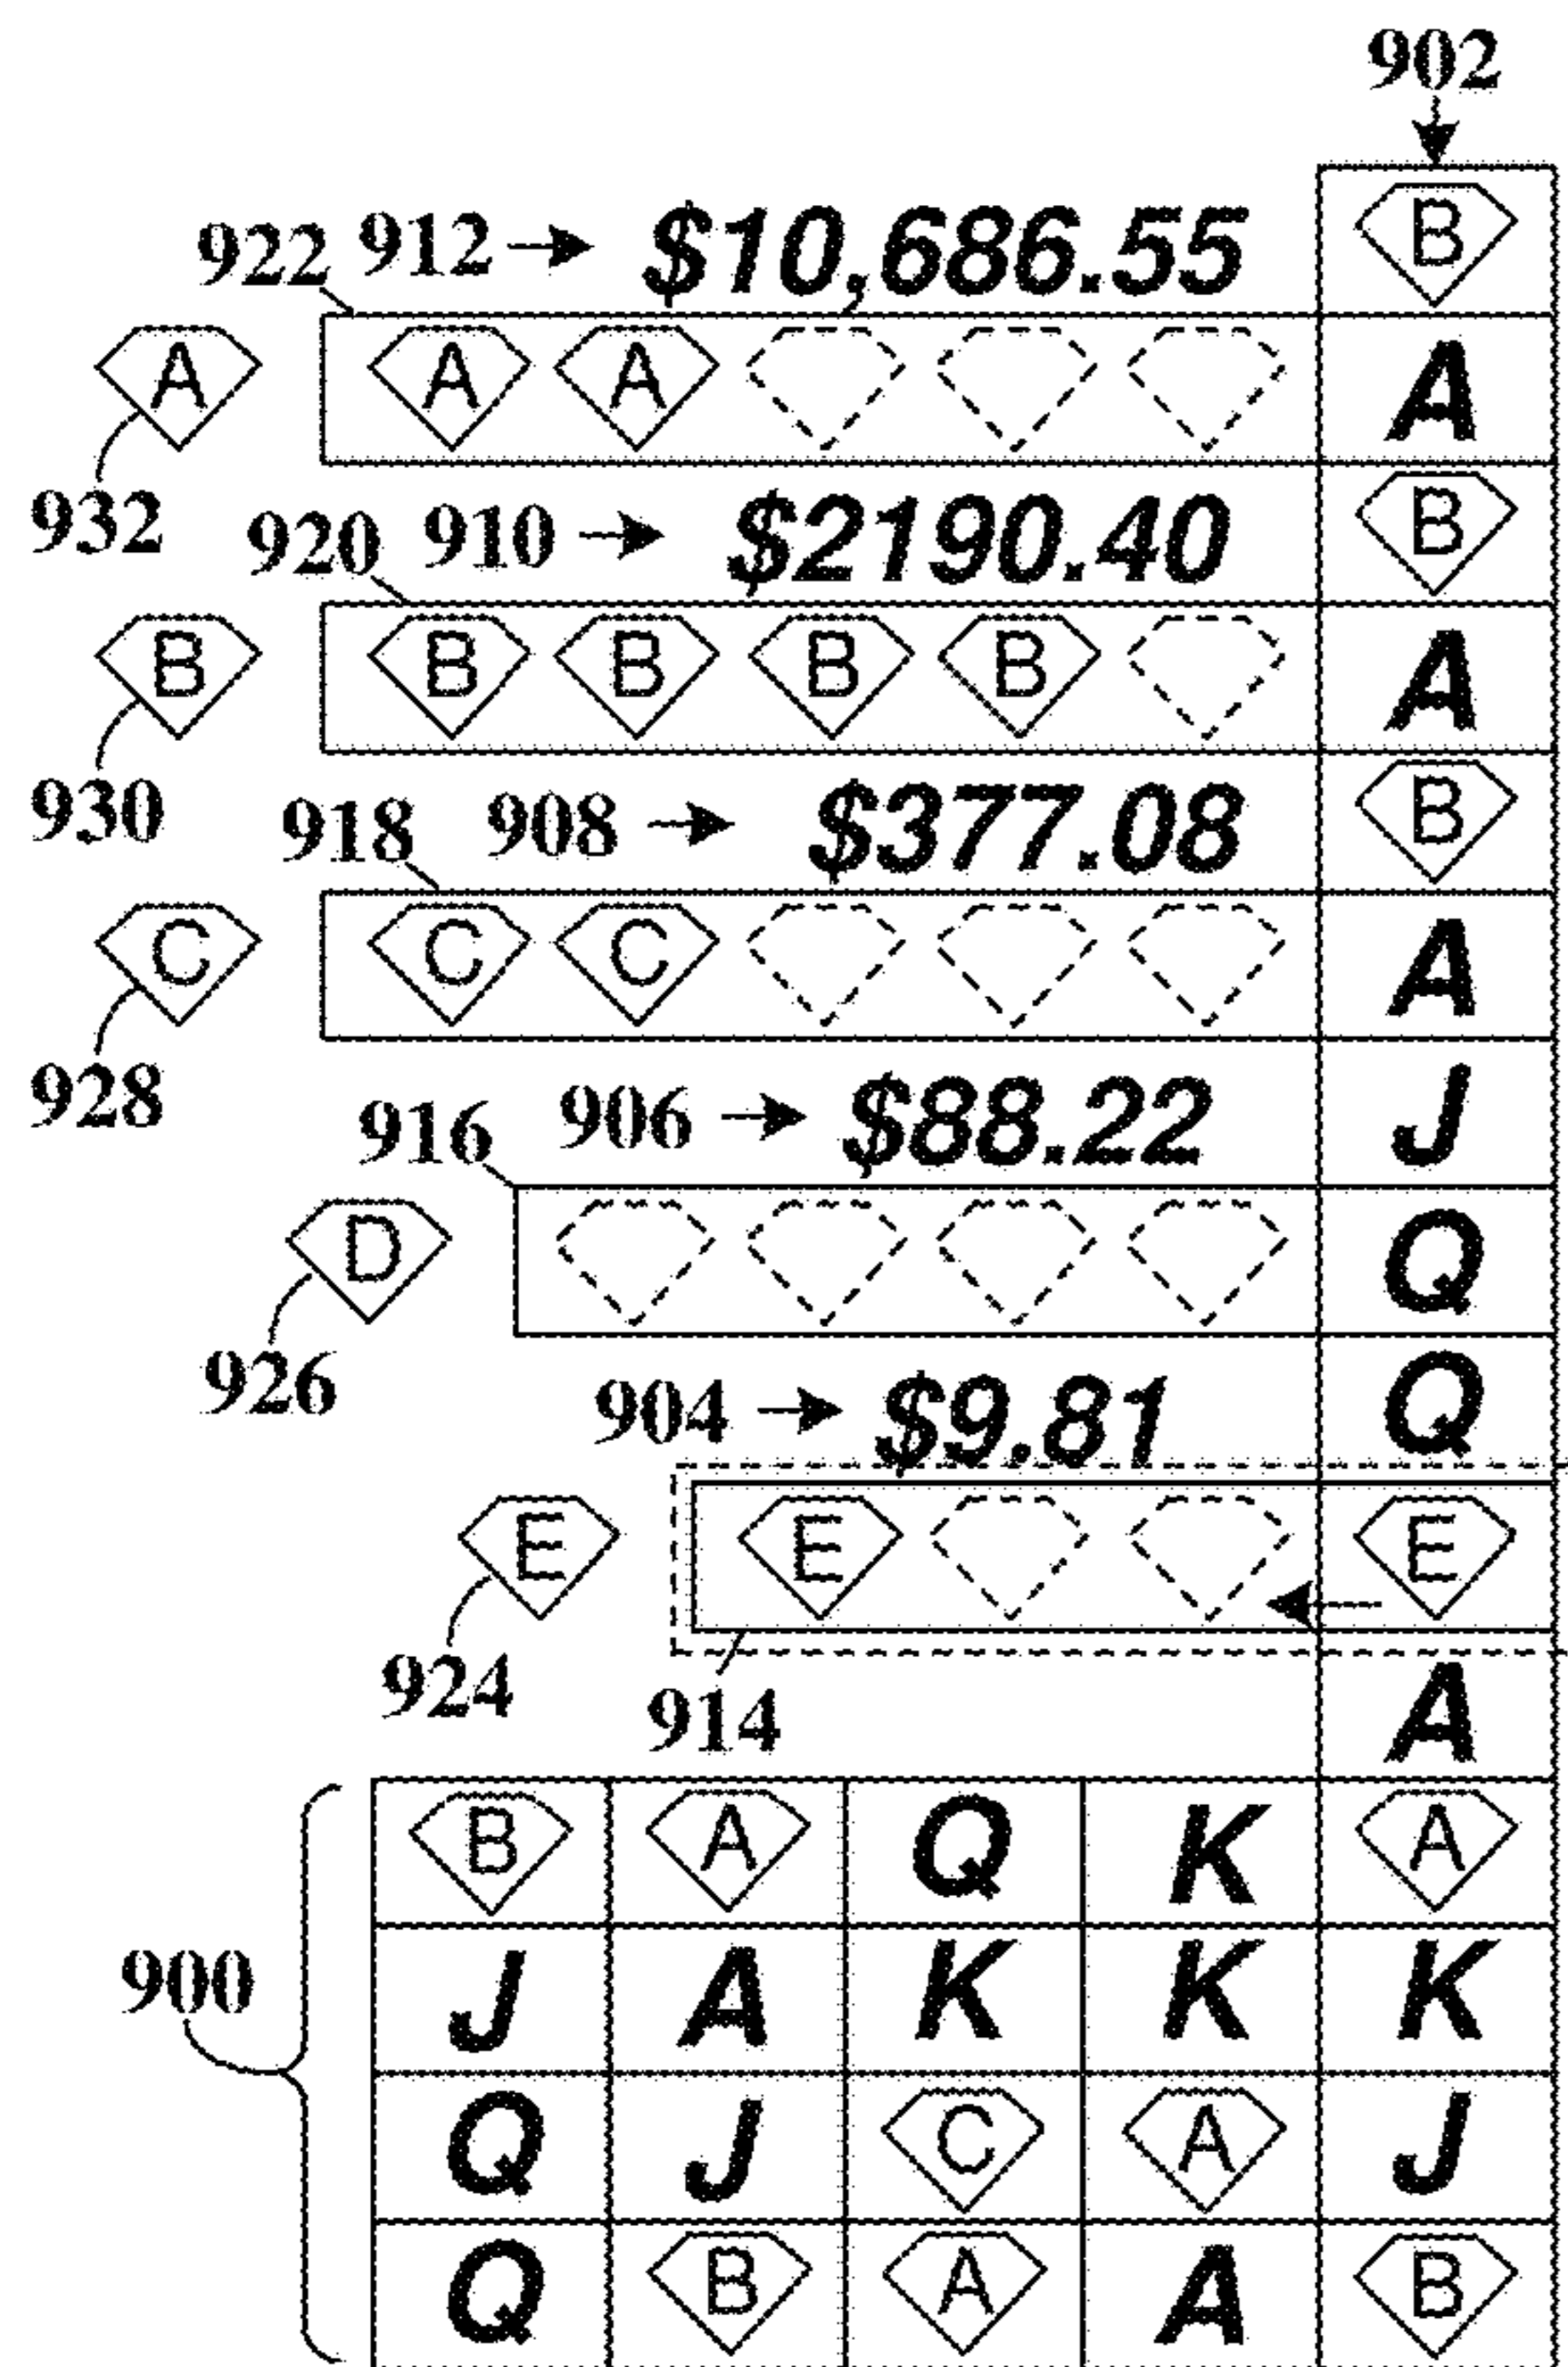 902
922 912 $10,686.55 B
A A A A
932
920 910 $2190.40 B
B B B B B A
930
918 908 $377.08 B
C C C A
928
916 906 $88.22 J
D Q
926
904 $9.81 Q
E E E
924
914
A
B A Q K A
900
J A K K K
Q J C A J
Q B A A B